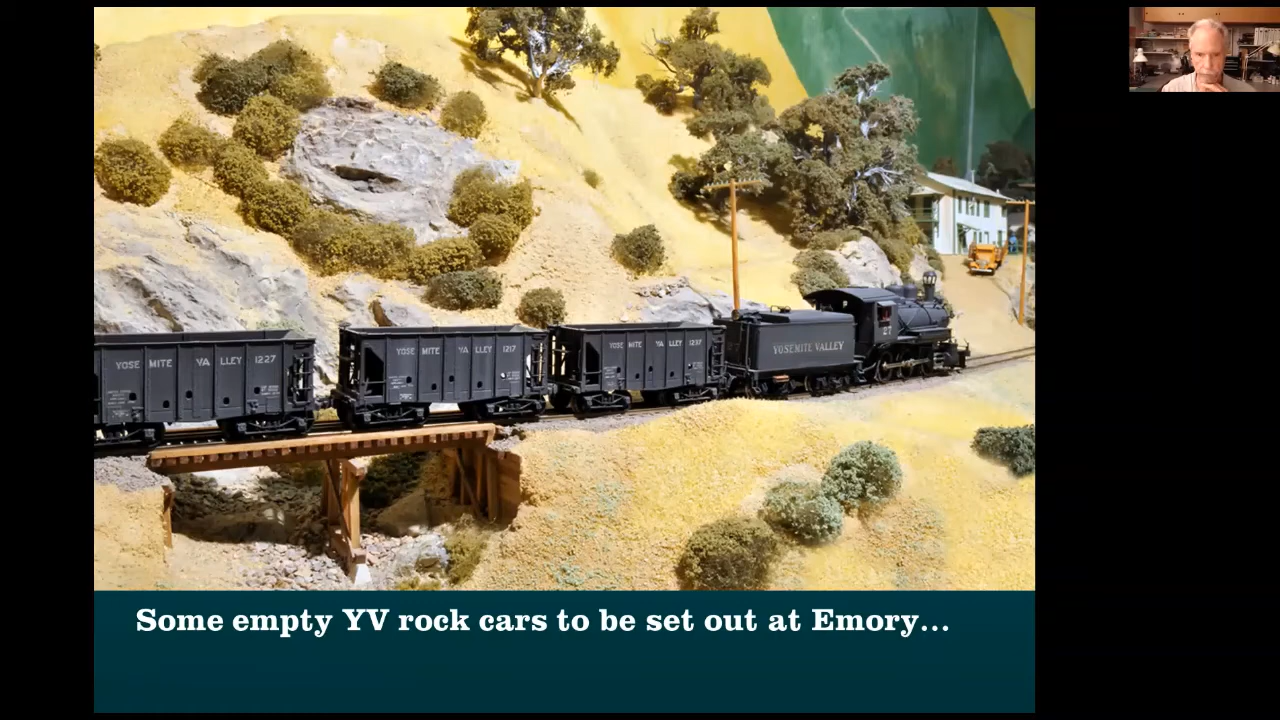 YOSE MITE VA LLEY 1227
YOSE MITE VA LLEY 1217
YOSE MITE VA LLEY 1237
YOSEMITE VALLEY
27
Some empty YV rock cars to be set out at Emory...